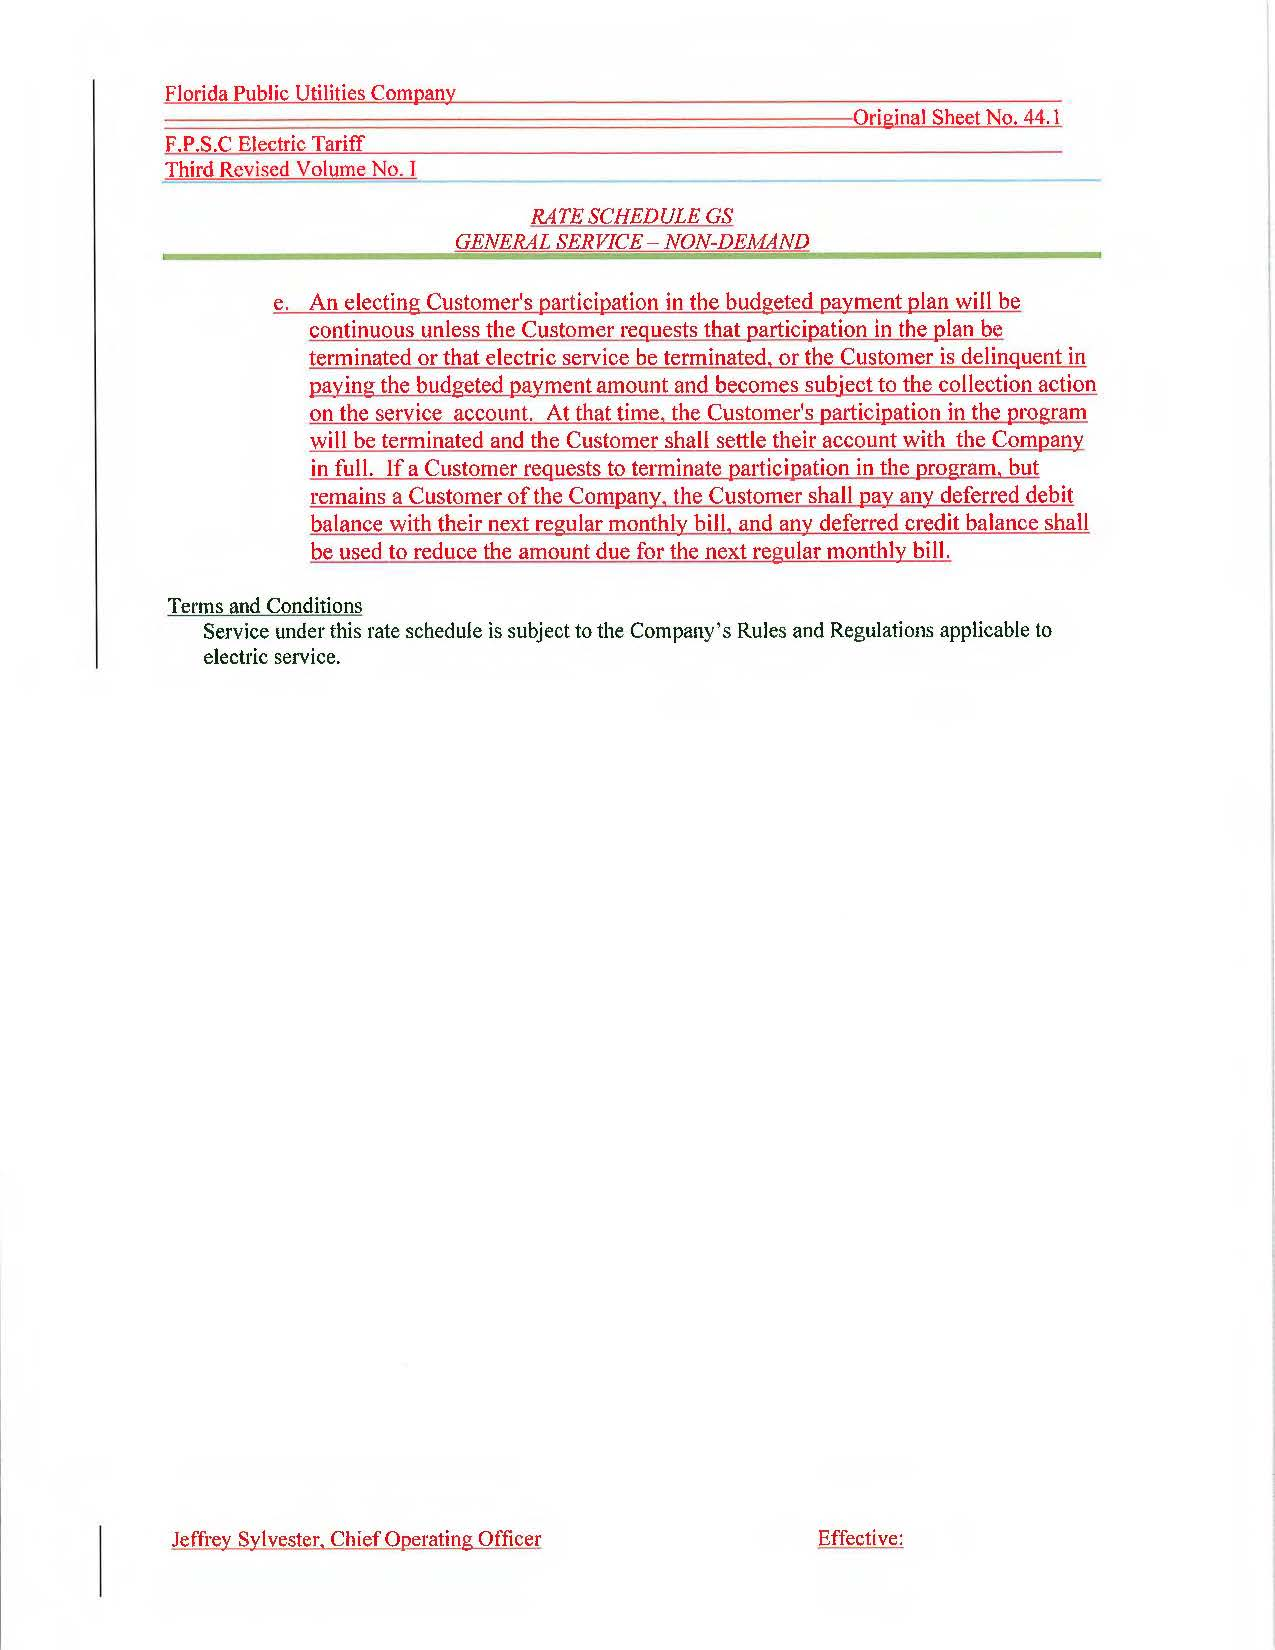 Florida Public Utilities Company
Original Sheet No. 44.1
F.P.S.C Electric Tariff
Third Revised Volume No. I
RATE SCHEDULE GS
GENERAL SERVICE – NON-DEMAND
e. An electing Customer's participation in the budgeted payment plan will be
continuous unless the Customer requests that participation in the plan be
terminated or that electric service be terminated, or the Customer is delinquent in
paying the budgeted payment amount and becomes subject to the collection action
on the service account. At that time, the Customer's participation in the program
will be terminated and the Customer shall settle their account with the Company
in full. If a Customer requests to terminate participation in the program, but
remains a Customer of the Company, the Customer shall pay any deferred debit
balance with their next regular monthly bill, and any deferred credit balance shall
be used to reduce the amount due for the next regular monthly bill.
Terms and Conditions
Service under this rate schedule is subject to the Company's Rules and Regulations applicable to
electric service.
Jeffrey Sylvester, Chief Operating Officer Effective: